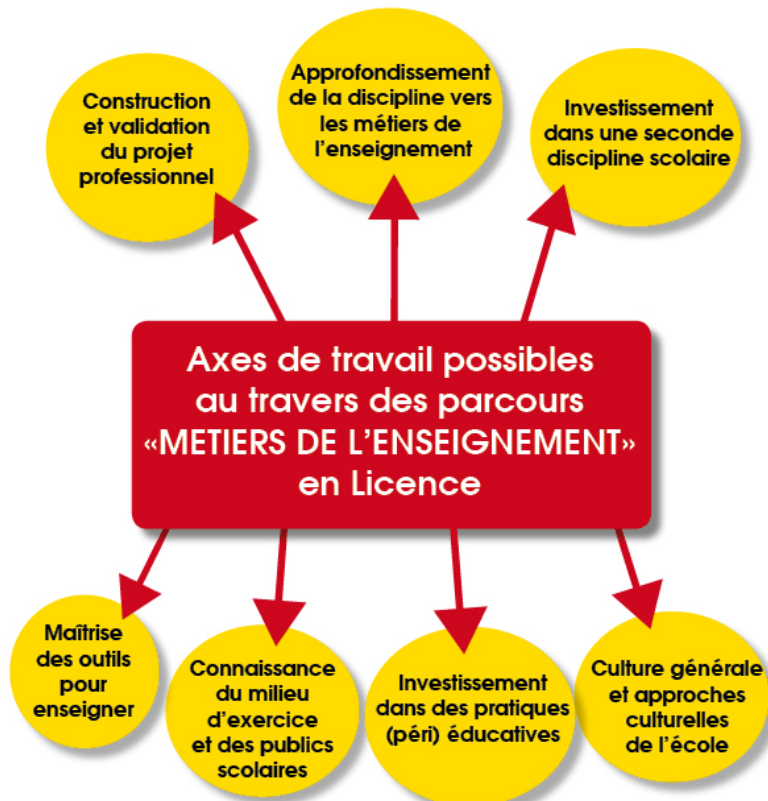 Construction
et validation
du projet
professionnel
Approfondissement
de la discipline vers
les métiers de
l'enseignement
Investissement
dans une seconde
discipline scolaire
Axes de travail possibles
au travers des parcours
«METIERS DE L'ENSEIGNEMENT»
en Licence
Maîtrise
des outils
pour
enseigner
Connaissance
du milieu
d'exercice
et des publics
scolaires
Investissement
dans des pratiques
(péri) éducatives
Culture générale
et approches
culturelles
de l'école